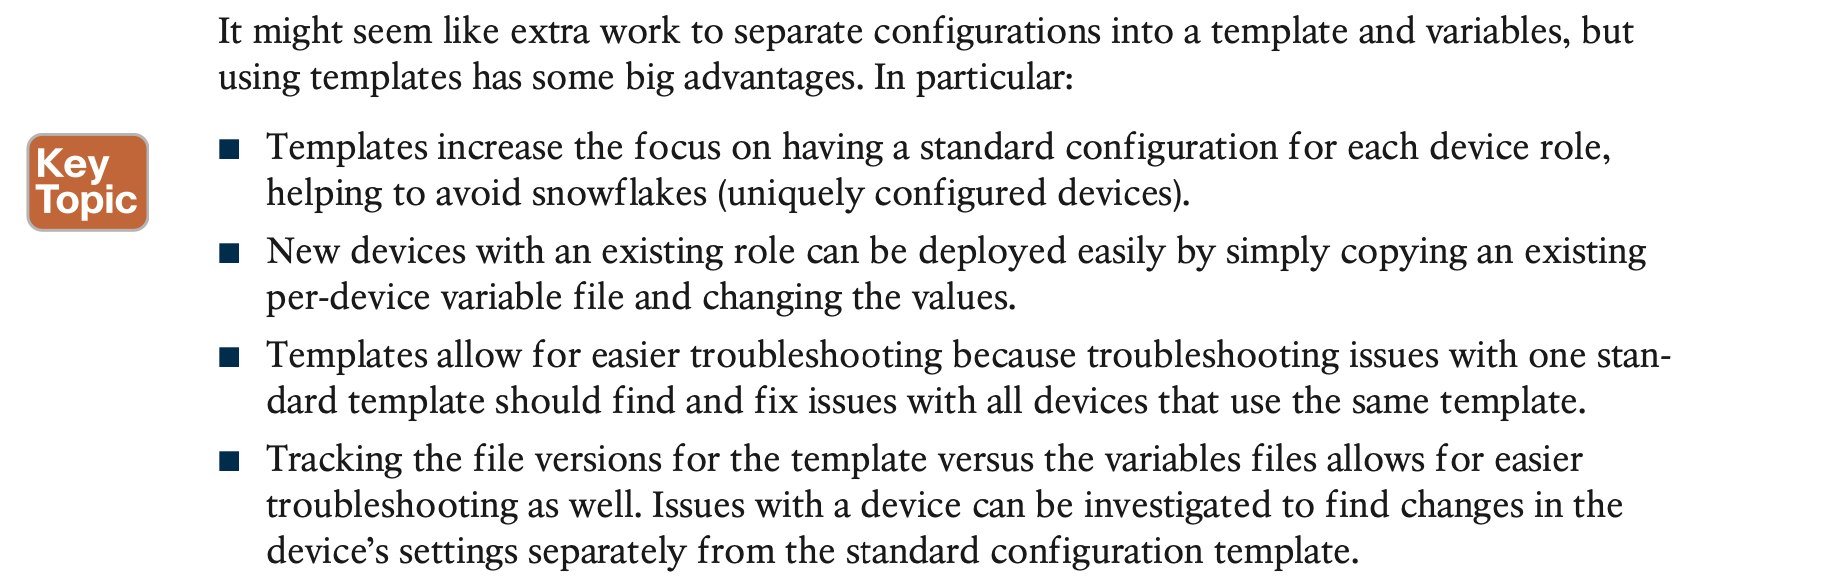 It might seem like extra work to separate configurations into a template and variables, but
using templates has some big advantages. In particular:
Key
Topic
■ Templates increase the focus on having a standard configuration for each device role,
helping to avoid snowflakes (uniquely configured devices).
■ New devices with an existing role can be deployed easily by simply copying an existing
per-device variable file and changing the values.
■ Templates allow for easier troubleshooting because troubleshooting issues with one stan-
dard template should find and fix issues with all devices that use the same template.
■ Tracking the file versions for the template versus the variables files allows for easier
troubleshooting as well. Issues with a device can be investigated to find changes in the
device’s settings separately from the standard configuration template.